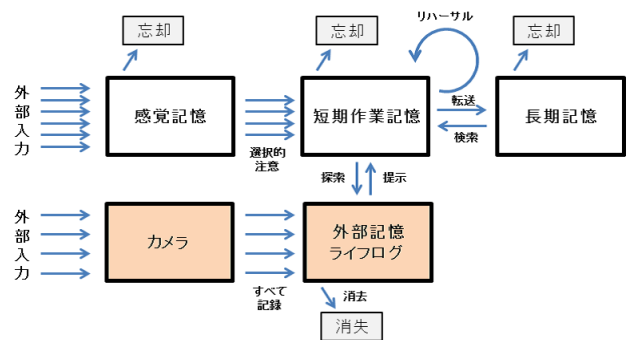 リハーサル
忘却
忘却
忘却
外部入力
感覚記憶
選択的
注意
短期作業記憶
転送
検索
長期記憶
探索
提示
外部入力
カメラ
すべて
記録
外部記憶
ライフログ
消去
消失